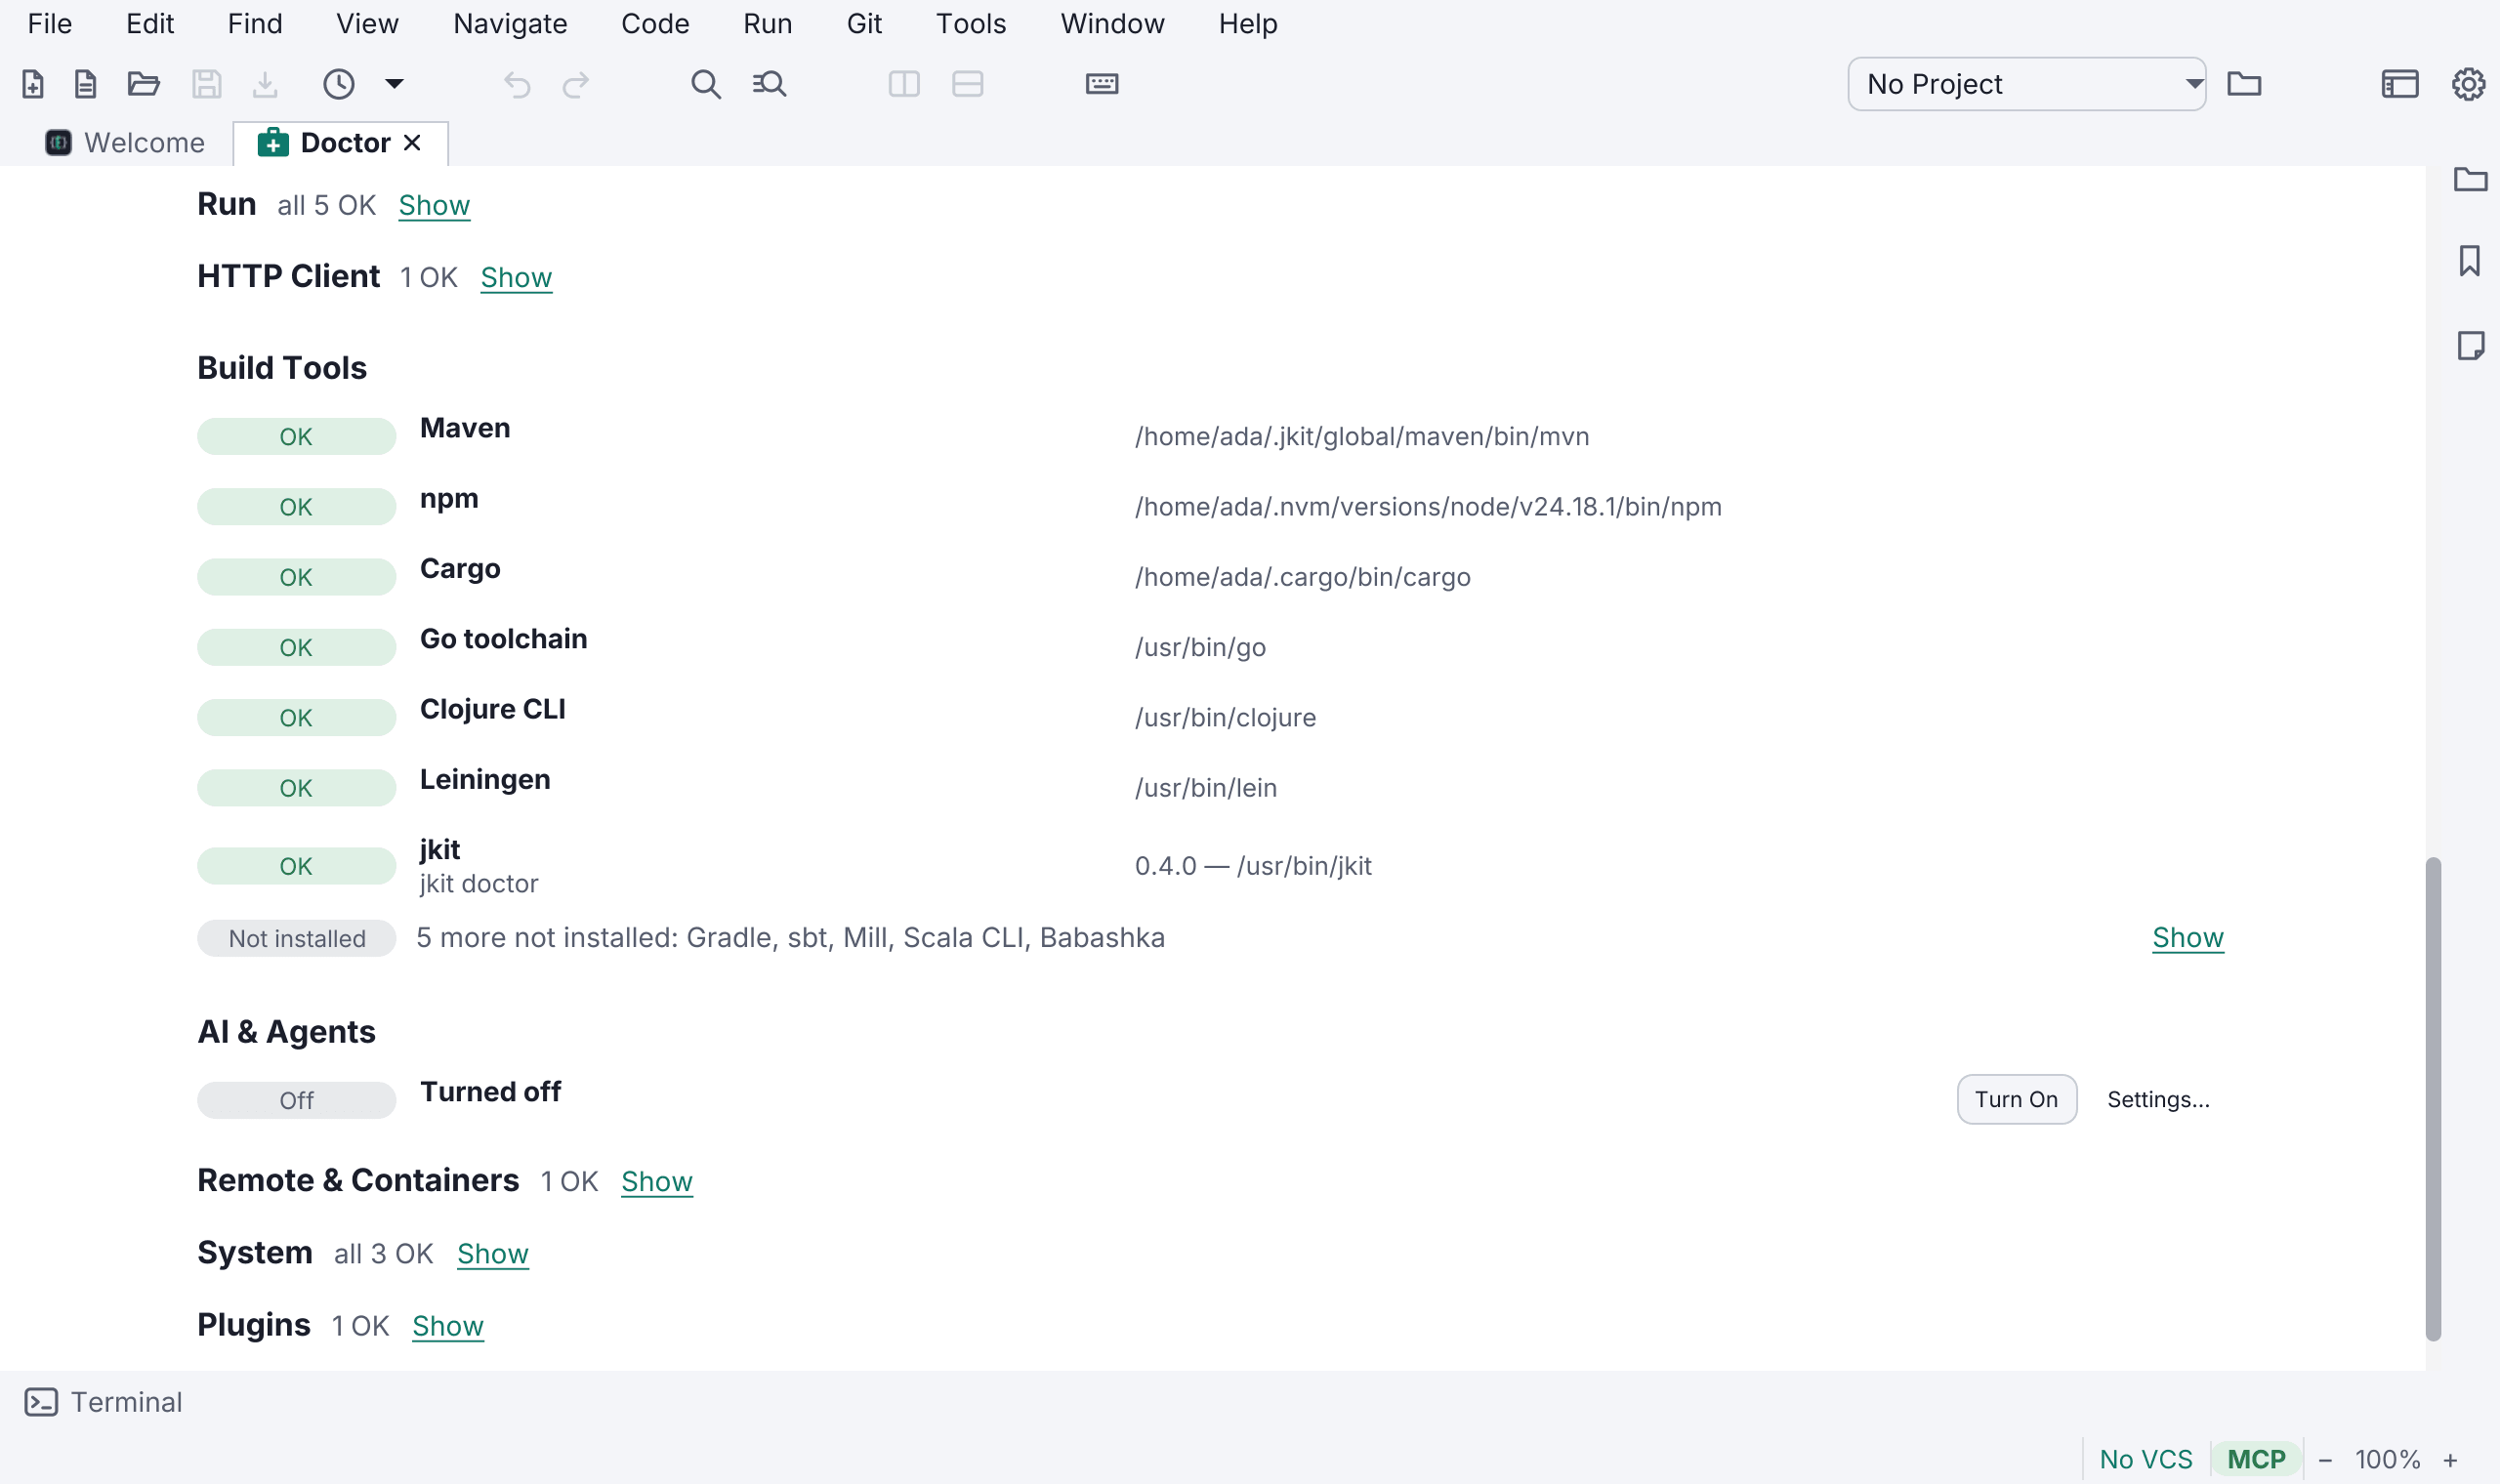 File Edit Find View Navigate Code Run Git Tools Window Help
No Project
Welcome Doctor
Run all 5 OK Show
HTTP Client 1 OK Show
Build Tools
OK Maven /home/ada/.jkit/global/maven/bin/mvn
OK npm /home/ada/.nvm/versions/node/v24.18.1/bin/npm
OK Cargo /home/ada/.cargo/bin/cargo
OK Go toolchain /usr/bin/go
OK Clojure CLI /usr/bin/clojure
OK Leiningen /usr/bin/lein
OK jkit 0.4.0 — /usr/bin/jkit
jkit doctor
Not installed 5 more not installed: Gradle, sbt, Mill, Scala CLI, Babashka Show
AI & Agents
Off Turned off Turn On Settings...
Remote & Containers 1 OK Show
System all 3 OK Show
Plugins 1 OK Show
Terminal
No VCS MCP − 100% +